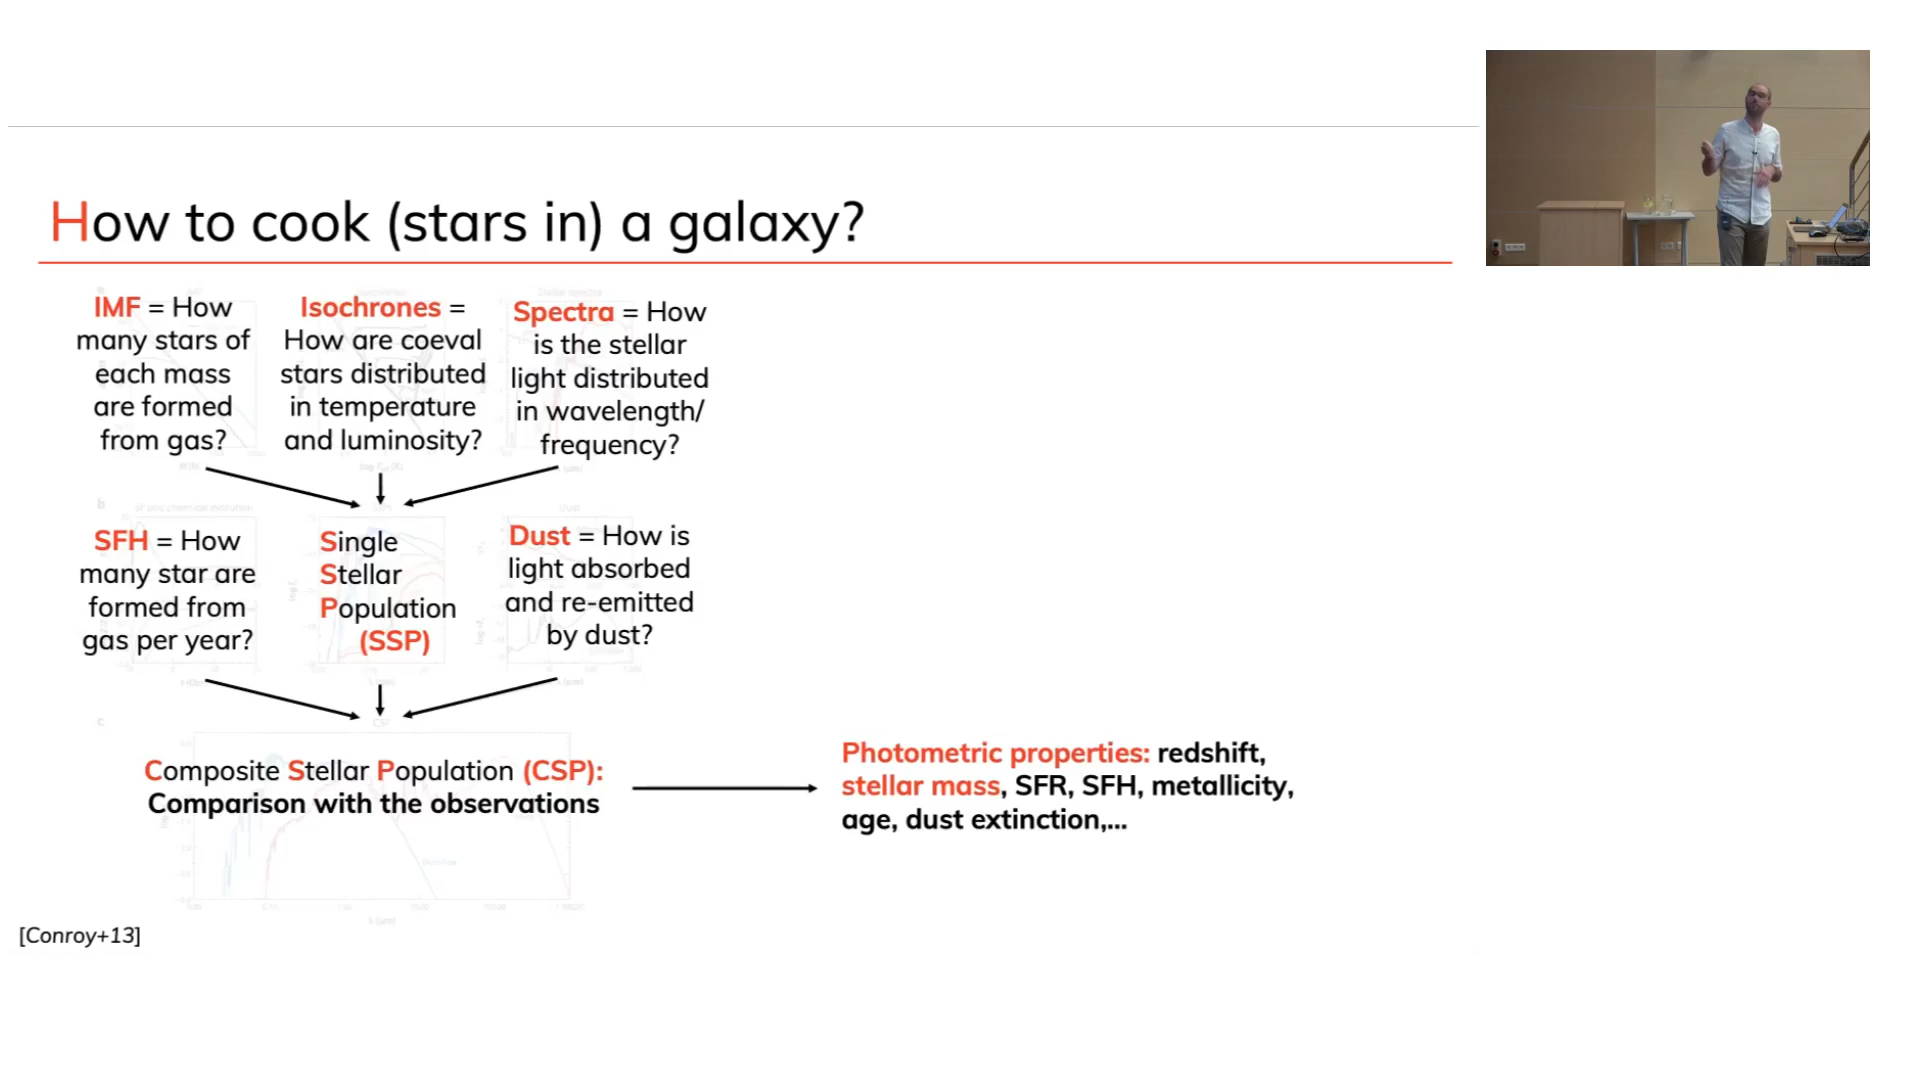 How to cook (stars in) a galaxy?
IMF = How
many stars of
each mass
are formed
from gas?
Isochrones =
How are coeval
stars distributed
in temperature
and luminosity?
Spectra = How
is the stellar
light distributed
in wavelength/
frequency?
SFH = How
many star are
formed from
gas per year?
Single
Stellar
Population
(SSP)
Dust = How is
light absorbed
and re-emitted
by dust?
Composite Stellar Population (CSP):
Comparison with the observations
Photometric properties: redshift,
stellar mass, SFR, SFH, metallicity,
age, dust extinction,...
[Conroy+13]